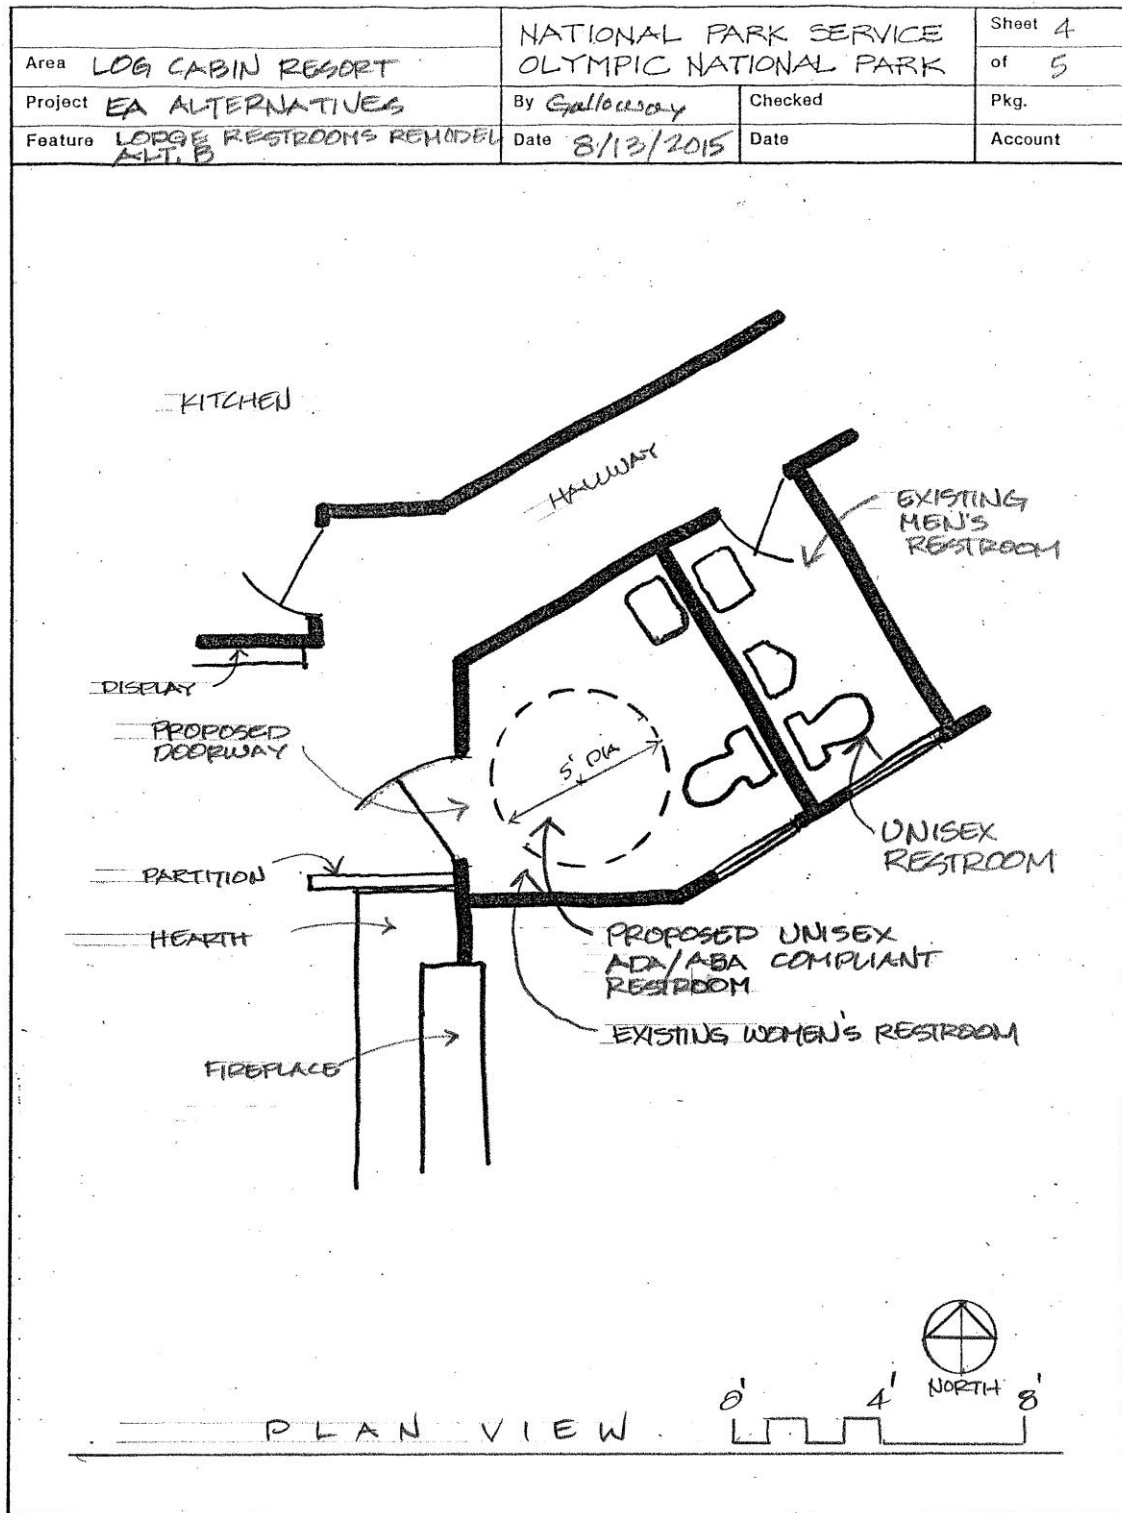 NATIONAL PARK SERVICE
OLYMPIC NATIONAL PARK
Sheet 4
of 5
Area LOG CABIN RESORT
Project EA ALTERNATIVES
By Galloway
Checked
Pkg.
Feature LODGE RESTROOMS REMODEL
ALT. B
Date 8/13/2015
Date
Account
KITCHEN
HALLWAY
EXISTING
MEN'S
RESTROOM
DISPLAY
PROPOSED
DOORWAY
5' DIA
UNISEX
RESTROOM
PARTITION
HEARTH
PROPOSED UNISEX
ADA/ABA COMPLIANT
RESTROOM
EXISTING WOMEN'S RESTROOM
FIREPLACE
NORTH
0' 4' 8'
PLAN VIEW